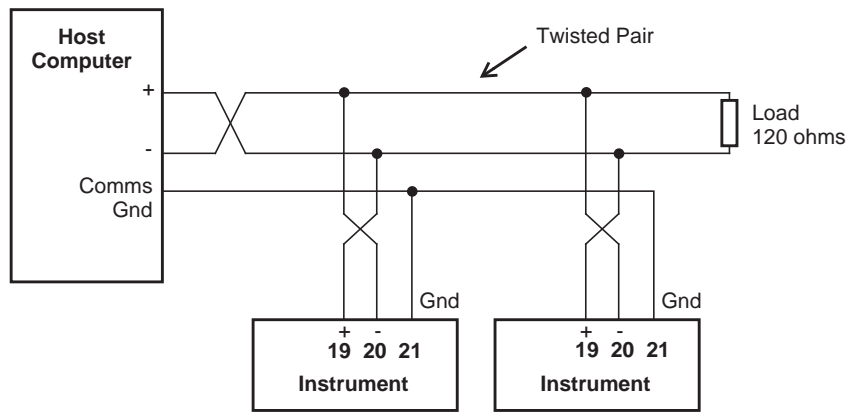 Host
Computer
Twisted Pair
+
-
Load
120 ohms
Comms
Gnd
Gnd
Gnd
+ -
19 20 21
Instrument
+ -
19 20 21
Instrument